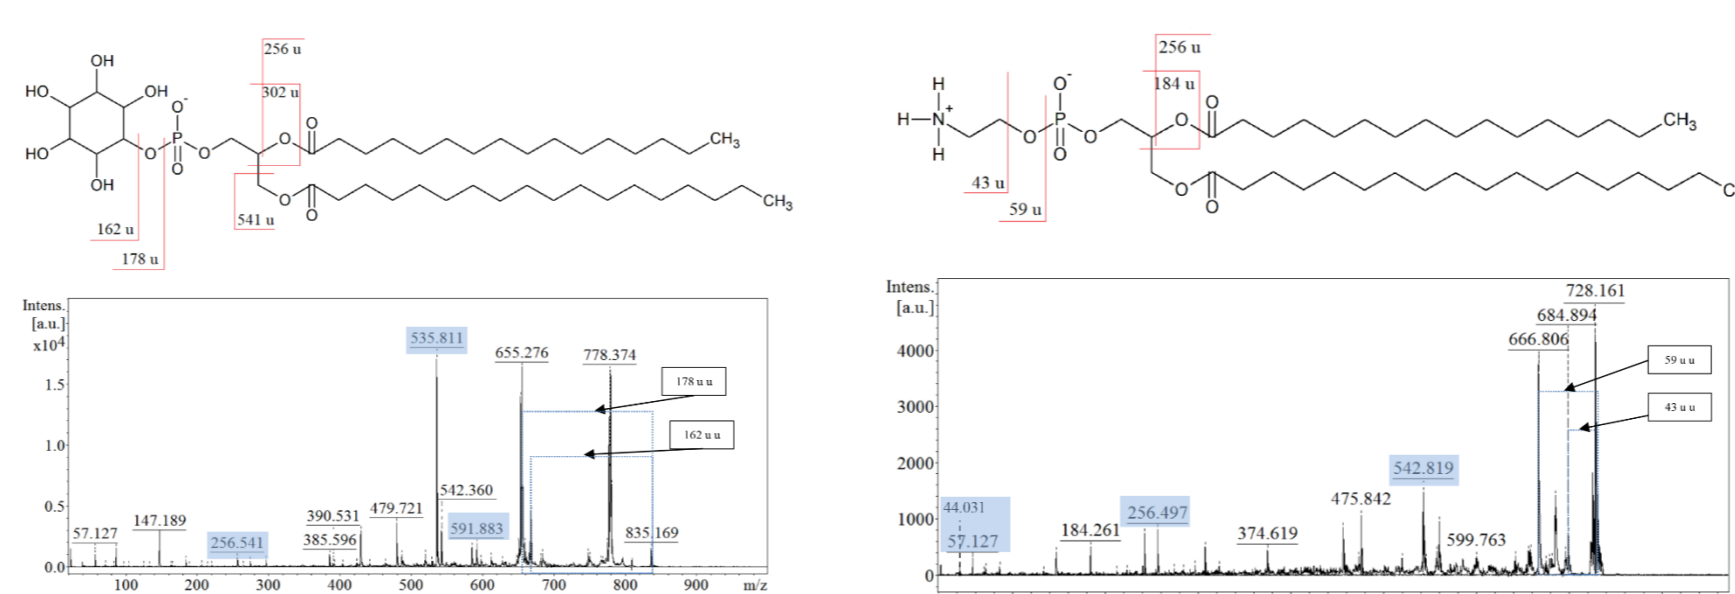 256 u
OH
HO
OH
302 u
O-
O
P
O
O
O
CH3
HO
O
O
OH
O
O
CH3
541 u
162 u
178 u
Intens.
[a.u.]
x10^4
1.5
1.0
0.5
0.0
535.811
655.276
778.374
178 u u
162 u u
542.360
479.721
390.531
591.883
147.189
385.596
57.127
256.541
835.169
100
200
300
400
500
600
700
800
900
m/z
256 u
184 u
H
O-
O
H
N+
P
O
O
CH3
H
O
O
O
O
C
43 u
59 u
Intens.
[a.u.]
4000
3000
2000
1000
0
728.161
684.894
666.806
59 u u
43 u u
542.819
475.842
44.031
256.497
57.127
184.261
374.619
599.763